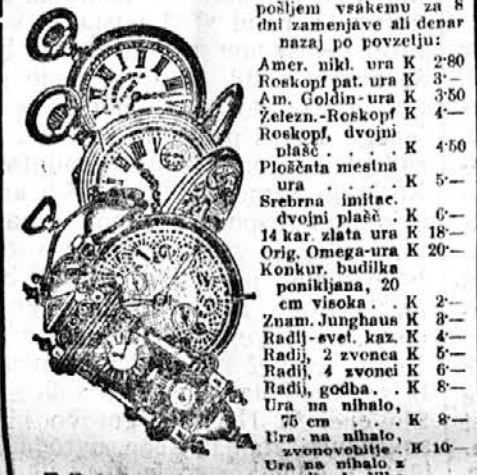 pošljem vsakemu za 8
dni zamenjave ali denar
nazaj po povzetju:
Amer. nikl. ura K 2·80
Roskopf pat. ura K 3·—
Am. Goldin-ura K 3·50
Železn.-Roskopf K 4·—
Roskopf, dvojni
plašč . . . . K 4·50
Ploščata mestna
ura . . . . K 5·—
Srebrna imitac.
dvojni plašč . K 6·—
14 kar. zlata ura K 18·—
Orig. Omega-ura K 20·—
Konkur. budilka
ponikljana, 20
cm visoka . . K 2·—
Znam. Junghaus K 3·—
Radij-svet. kaz. K 4·—
Radij, 2 zvonca K 5·—
Radij, 4 zvonci K 6·—
Radij, godba . . K 8·—
Ura na nihalo,
75 cm K 8·—
Ura na nihalo,
zvonovobitje . K 10·—
Ura na nihalo z